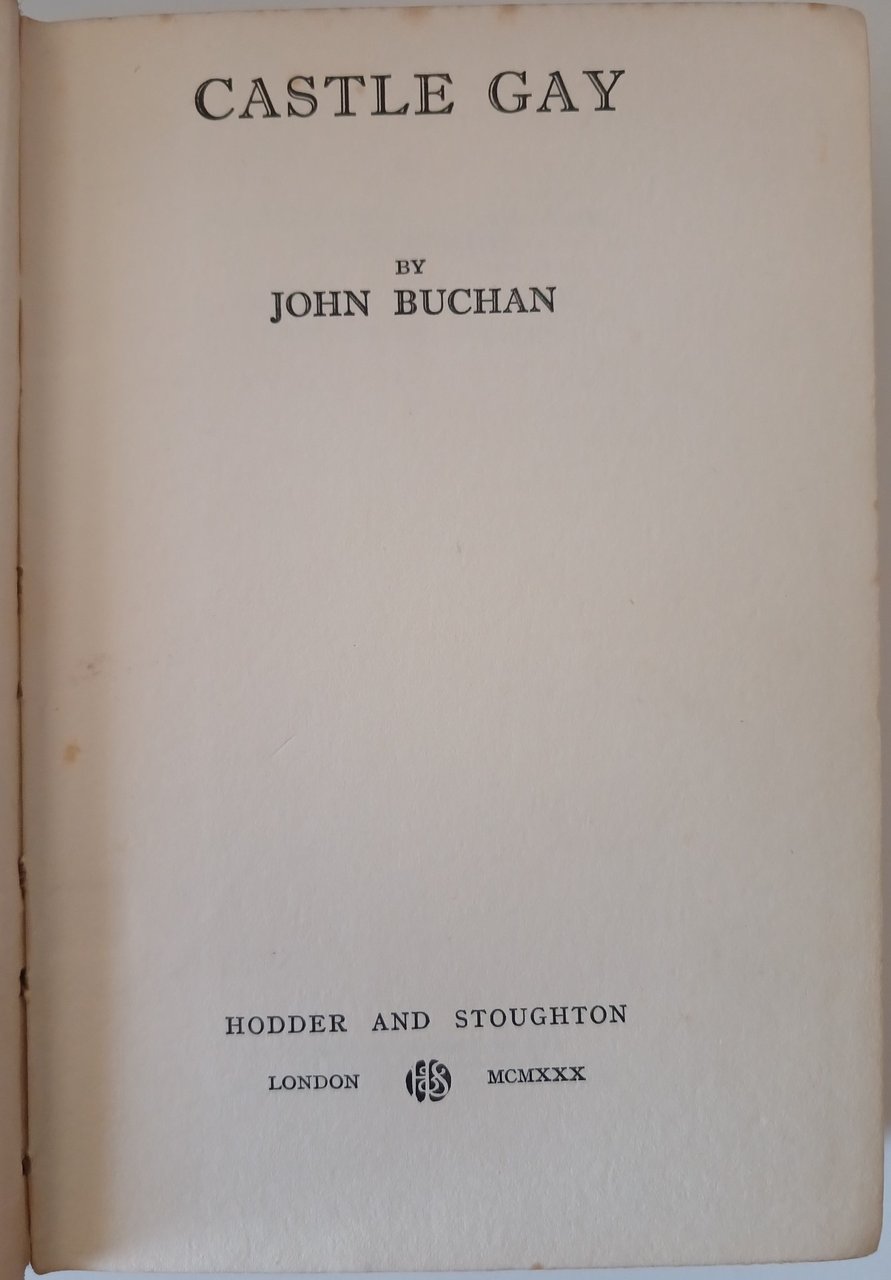 CASTLE GAY
BY
JOHN BUCHAN
HODDER AND STOUGHTON
LONDON H&S MCMXXX